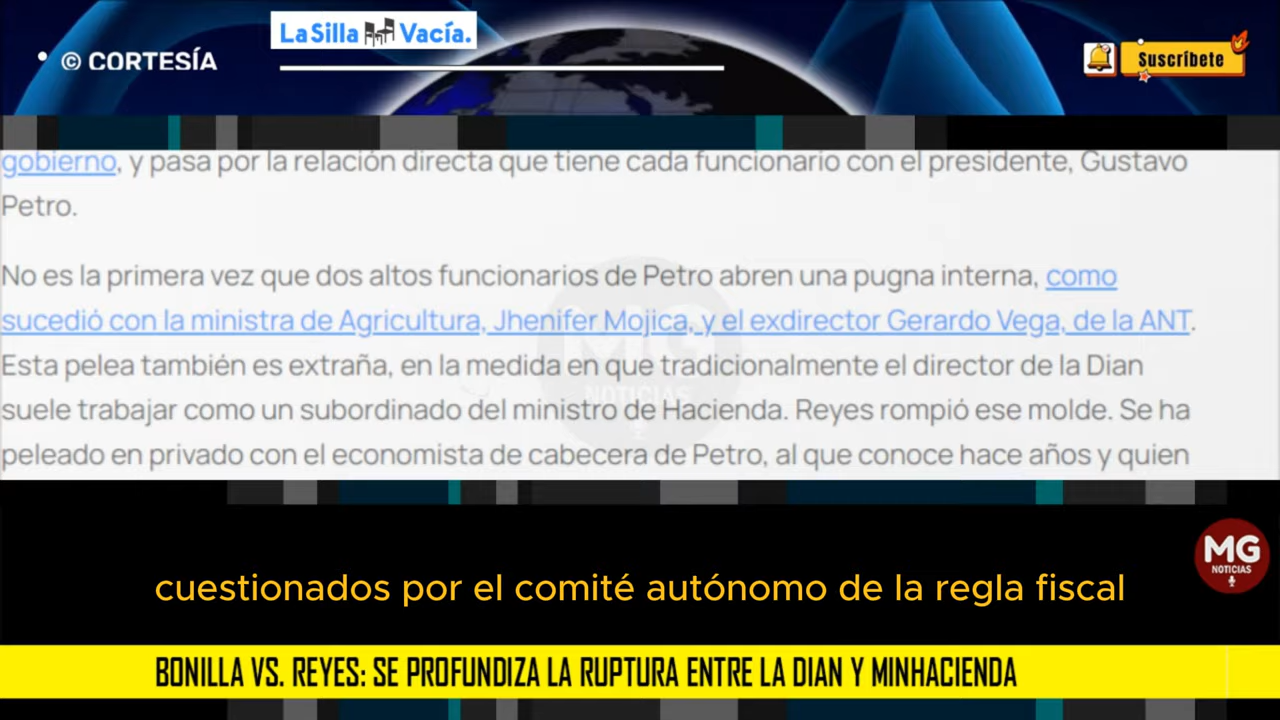 La Silla Vacía.
© CORTESÍA
Suscríbete
gobierno, y pasa por la relación directa que tiene cada funcionario con el presidente, Gustavo
Petro.
No es la primera vez que dos altos funcionarios de Petro abren una pugna interna, como
sucedió con la ministra de Agricultura, Jhenifer Mojica, y el exdirector Gerardo Vega, de la ANT.
Esta pelea también es extraña, en la medida en que tradicionalmente el director de la Dian
suele trabajar como un subordinado del ministro de Hacienda. Reyes rompió ese molde. Se ha
peleado en privado con el economista de cabecera de Petro, al que conoce hace años y quien
MG
NOTICIAS
cuestionados por el comité autónomo de la regla fiscal
MG
NOTICIAS
BONILLA VS. REYES: SE PROFUNDIZA LA RUPTURA ENTRE LA DIAN Y MINHACIENDA